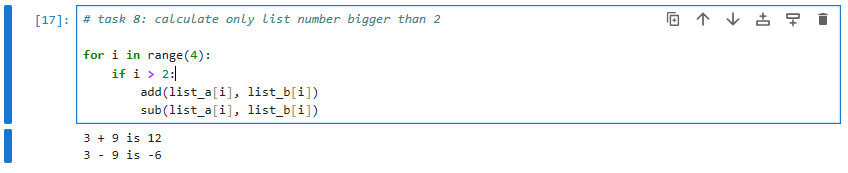 [17]: # task 8: calculate only list number bigger than 2
for i in range(4):
    if i > 2:
        add(list_a[i], list_b[i])
        sub(list_a[i], list_b[i])
3 + 9 is 12
3 - 9 is -6